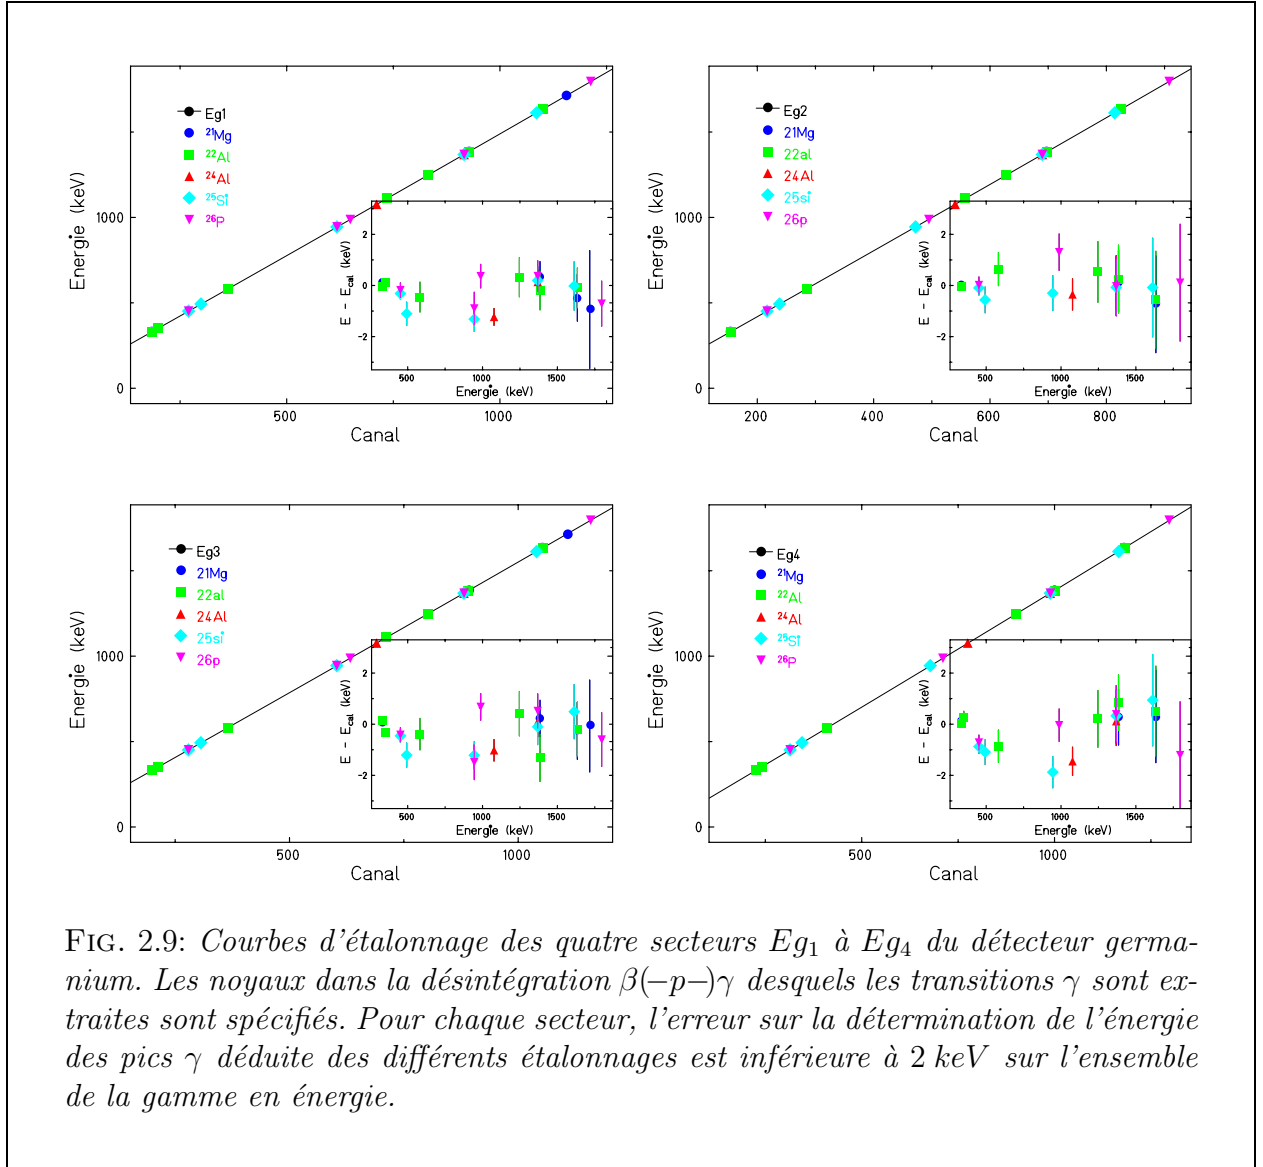 Eg1
²¹Mg
²²Al
²⁴Al
²⁵Si
²⁶P
Energie (keV)
1000
0
500
1000
Canal
E - E_cal (keV)
2
0
-2
500
1000
1500
Energie (keV)
Eg2
21Mg
22al
24Al
25si
26p
Energie (keV)
1000
0
200
400
600
800
Canal
E - E_cal (keV)
2
0
-2
500
1000
1500
Energie (keV)
Eg3
21Mg
22al
24Al
25si
26p
Energie (keV)
1000
0
500
1000
Canal
E - E_cal (keV)
2
0
-2
500
1000
1500
Energie (keV)
Eg4
²¹Mg
²²Al
²⁴Al
²⁵Si
²⁶P
Energie (keV)
1000
0
500
1000
Canal
E - E_cal (keV)
2
0
-2
500
1000
1500
Energie (keV)
FIG. 2.9: Courbes d'étalonnage des quatre secteurs Eg₁ à Eg₄ du détecteur germa-
nium. Les noyaux dans la désintégration β(−p−)γ desquels les transitions γ sont ex-
traites sont spécifiés. Pour chaque secteur, l'erreur sur la détermination de l'énergie
des pics γ déduite des différents étalonnages est inférieure à 2 keV sur l'ensemble
de la gamme en énergie.